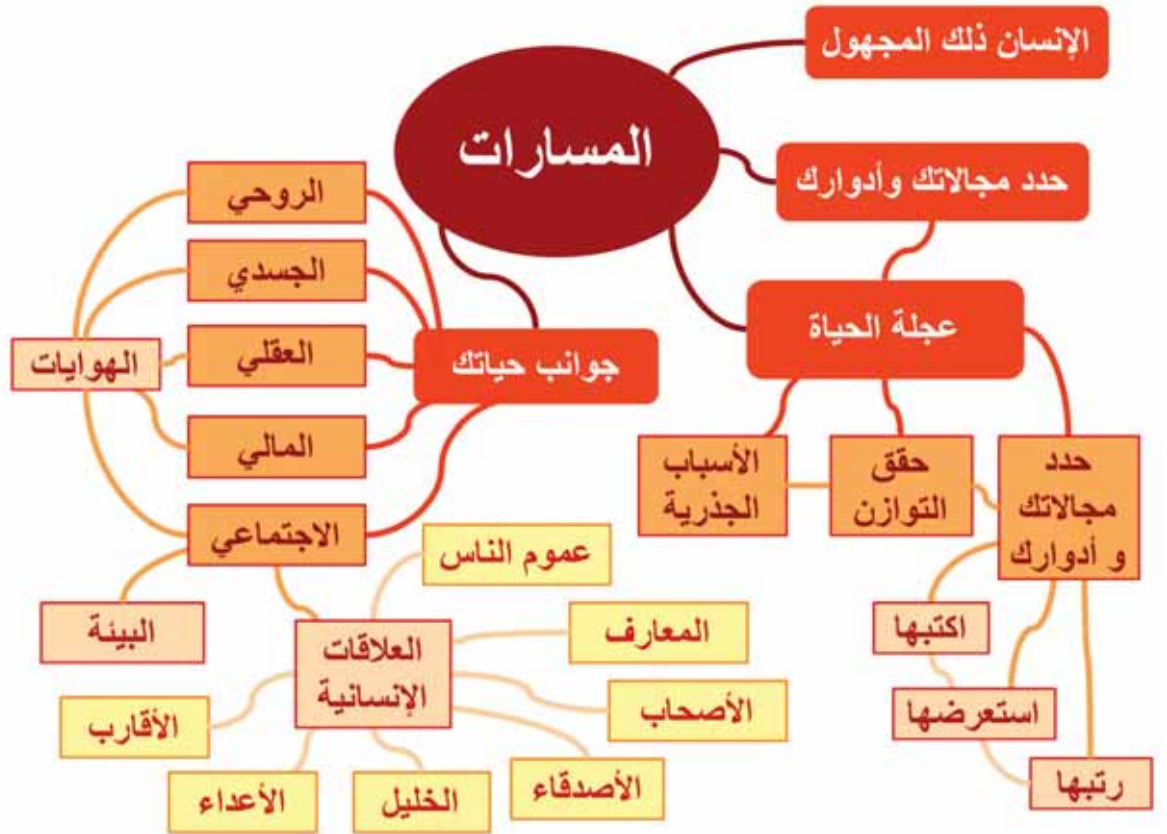 المسارات
الإنسان ذلك المجهول
حدد مجالاتك وأدوارك
عجلة الحياة
حدد
مجالاتك
و أدوارك
حقق
التوازن
الأسباب
الجذرية
اكتبها
استعرضها
رتبها
جوانب حياتك
الروحي
الجسدي
العقلي
المالي
الاجتماعي
الهوايات
البيئة
العلاقات
الإنسانية
عموم الناس
المعارف
الأصحاب
الأصدقاء
الخليل
الأعداء
الأقارب